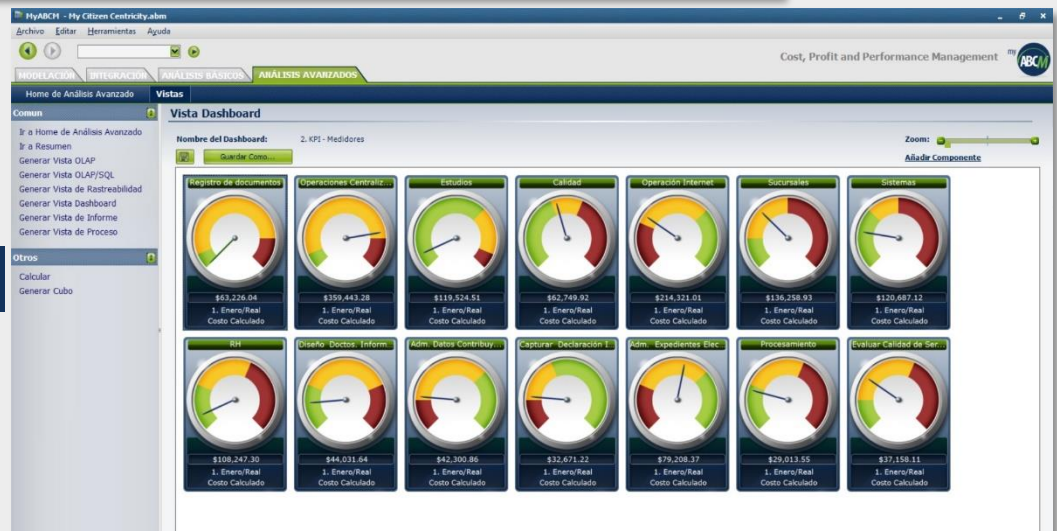 MyABCM - My Citizen Centricity.abm
Archivo Editar Herramientas Ayuda
Cost, Profit and Performance Management
my ABCM
MODELACIÓN INTEGRACIÓN ANÁLISIS BÁSICOS ANÁLISIS AVANZADOS
Home de Análisis Avanzado Vistas
Comun
Ir a Home de Análisis Avanzado
Ir a Resumen
Generar Vista OLAP
Generar Vista OLAP/SQL
Generar Vista de Rastreabilidad
Generar Vista Dashboard
Generar Vista de Informe
Generar Vista de Proceso
Otros
Calcular
Generar Cubo
Vista Dashboard
Nombre del Dashboard: 2. KPI - Medidores
Zoom:
Guardar Como...
Añadir Componente
Registro de documentos Operaciones Centraliz... Estudios Calidad Operación Internet Sucursales Sistemas
$63,226.04 $359,443.28 $119,524.51 $62,749.92 $214,321.01 $136,258.93 $120,687.12
1. Enero/Real 1. Enero/Real 1. Enero/Real 1. Enero/Real 1. Enero/Real 1. Enero/Real 1. Enero/Real
Costo Calculado Costo Calculado Costo Calculado Costo Calculado Costo Calculado Costo Calculado Costo Calculado
RH Diseño Doctos. Inform.. Adm. Datos Contribuy... Capturar Declaración I.. Adm. Expedientes Elec Procesamiento Evaluar Calidad de Ser...
$108,247.30 $44,031.64 $42,300.86 $32,671.22 $79,208.37 $29,013.55 $37,158.11
1. Enero/Real 1. Enero/Real 1. Enero/Real 1. Enero/Real 1. Enero/Real 1. Enero/Real 1. Enero/Real
Costo Calculado Costo Calculado Costo Calculado Costo Calculado Costo Calculado Costo Calculado Costo Calculado